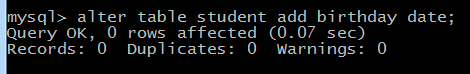 mysql> alter table student add birthday date;
Query OK, 0 rows affected (0.07 sec)
Records: 0  Duplicates: 0  Warnings: 0